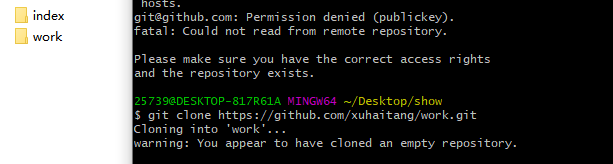 index
work
hosts.
git@github.com: Permission denied (publickey).
fatal: Could not read from remote repository.
Please make sure you have the correct access rights
and the repository exists.
25739@DESKTOP-817R61A MINGW64 ~/Desktop/show
$ git clone https://github.com/xuhaitang/work.git
Cloning into 'work'...
warning: You appear to have cloned an empty repository.